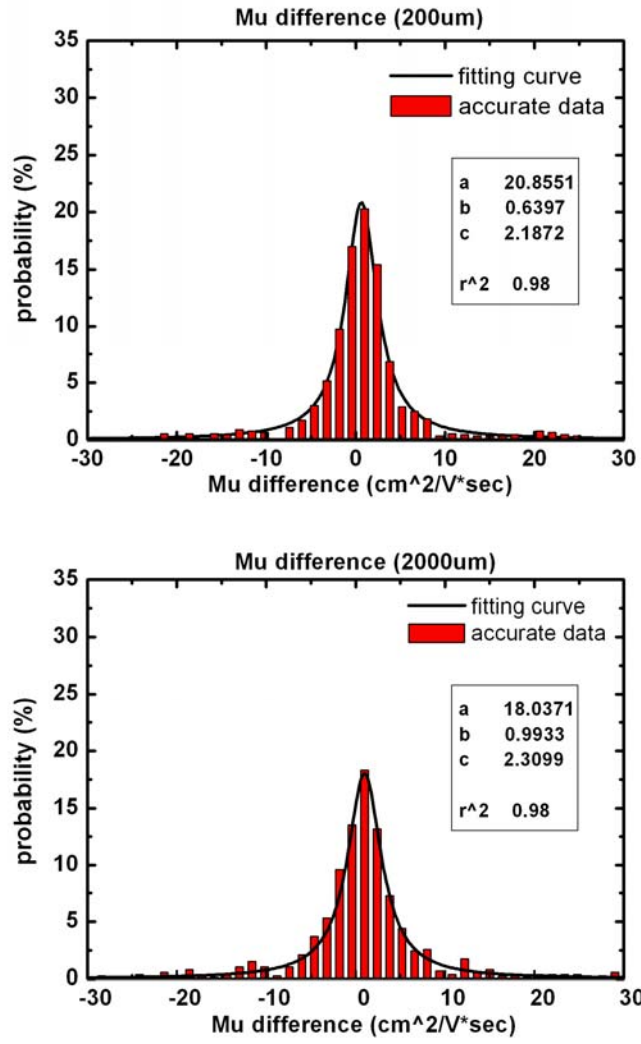 Mu difference (200um)
35
30
25
20
15
10
5
0
probability (%)
fitting curve
accurate data
a 20.8551
b 0.6397
c 2.1872
r^2 0.98
-30 -20 -10 0 10 20 30
Mu difference (cm^2/V*sec)
Mu difference (2000um)
35
30
25
20
15
10
5
0
probability (%)
fitting curve
accurate data
a 18.0371
b 0.9933
c 2.3099
r^2 0.98
-30 -20 -10 0 10 20 30
Mu difference (cm^2/V*sec)